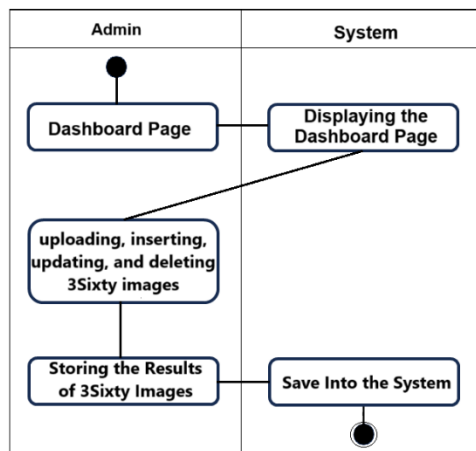 Admin
System
Dashboard Page
Displaying the
Dashboard Page
uploading, inserting,
updating, and deleting
3Sixty images
Storing the Results
of 3Sixty Images
Save Into the System